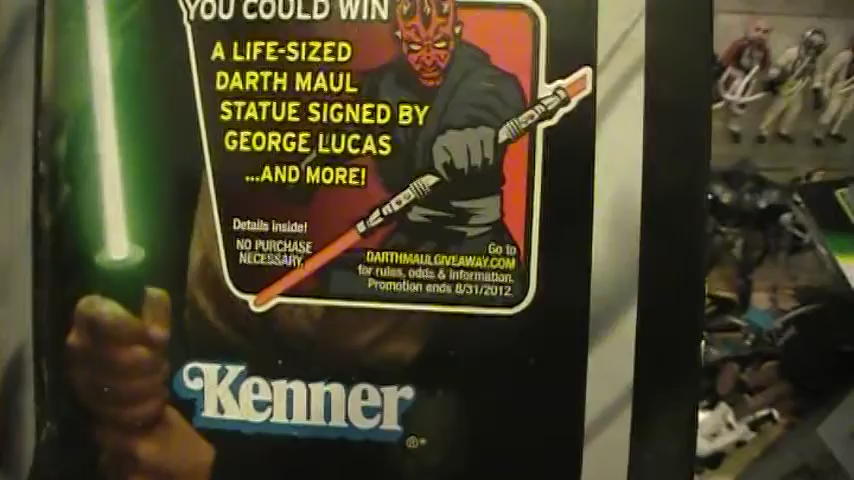 YOU COULD WIN
A LIFE-SIZED
DARTH MAUL
STATUE SIGNED BY
GEORGE LUCAS
...AND MORE!
Details inside!
NO PURCHASE
NECESSARY.
Go to
DARTHMAULGIVEAWAY.COM
for rules, odds & information.
Promotion ends 8/31/2012.
Kenner
®*